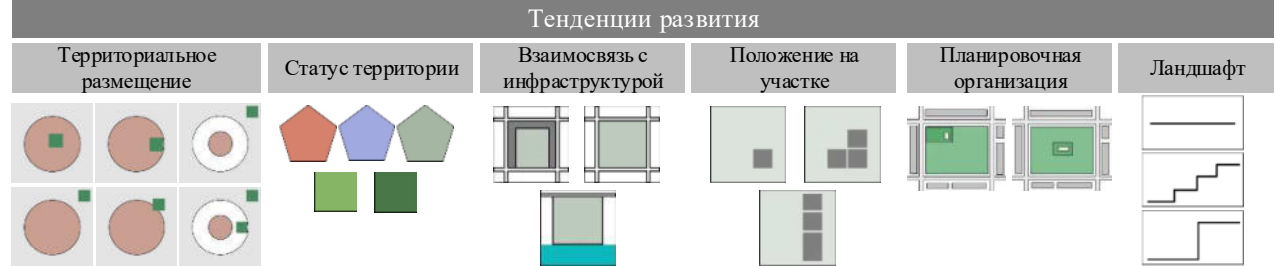 Тенденции развития
Территориальное
размещение
Статус территории
Взаимосвязь с
инфраструктурой
Положение на
участке
Планировочная
организация
Ландшафт